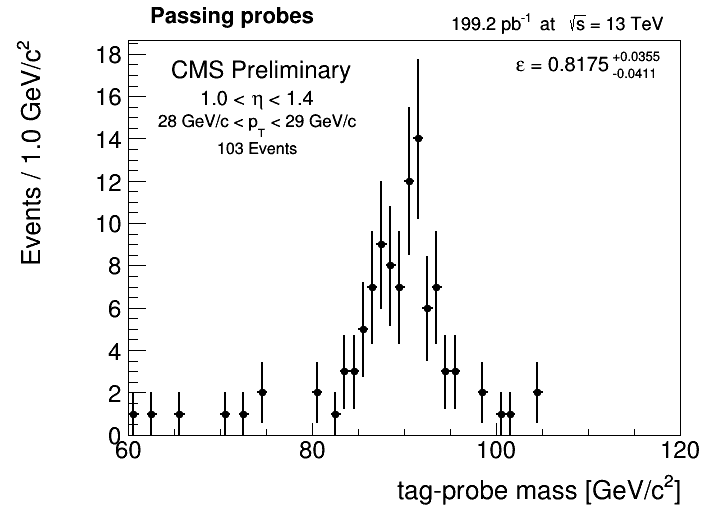 Passing probes
199.2 pb⁻¹ at √s = 13 TeV
CMS Preliminary
ε = 0.8175 +0.0355 -0.0411
1.0 < η < 1.4
28 GeV/c < p_T < 29 GeV/c
103 Events
Events / 1.0 GeV/c²
18
16
14
12
10
8
6
4
2
0
60 80 100 120
tag-probe mass [GeV/c²]